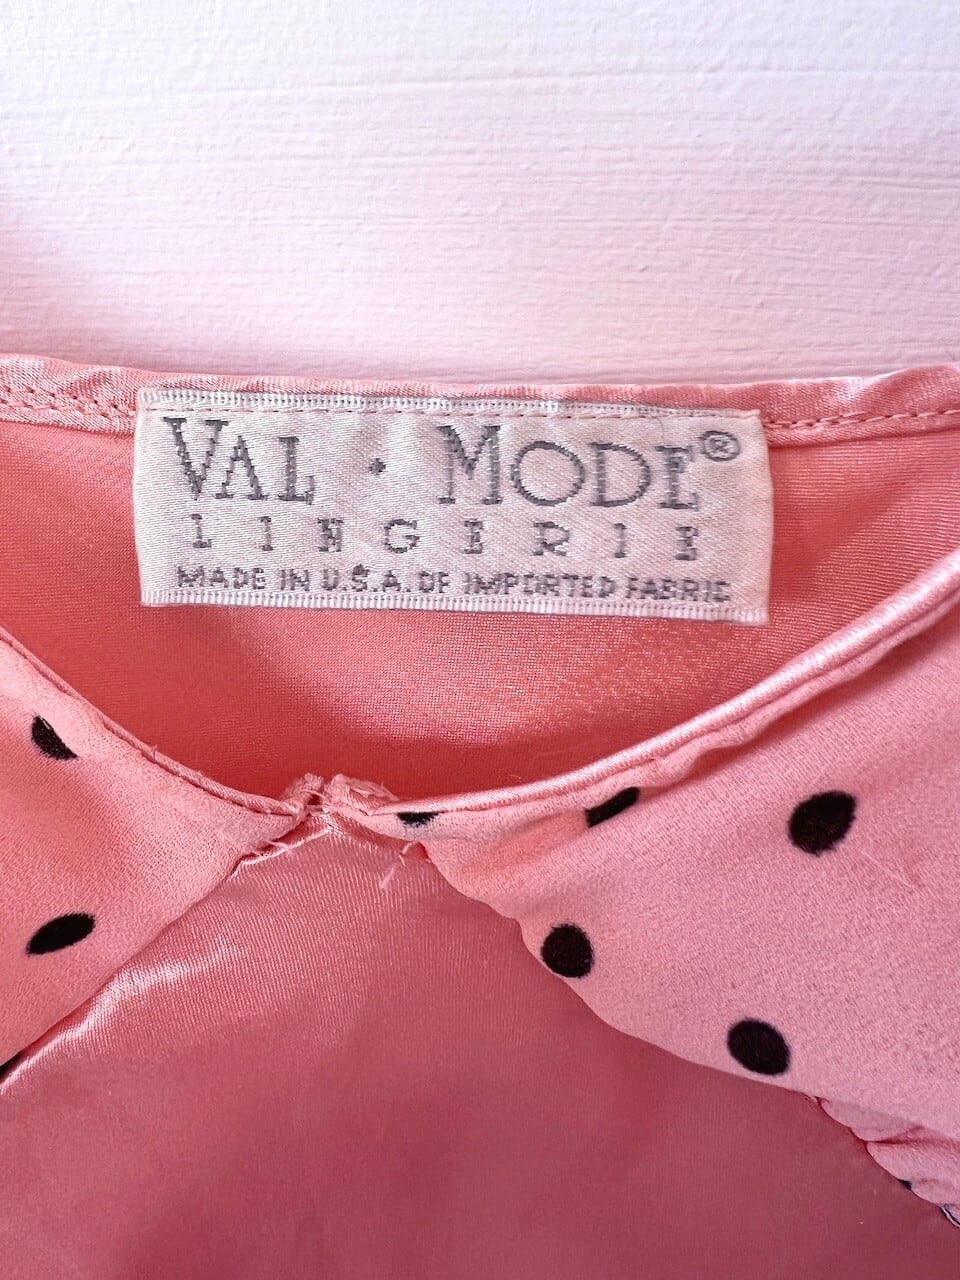 VAL · MODE®
LINGERIE
MADE IN U.S.A. OF IMPORTED FABRIC